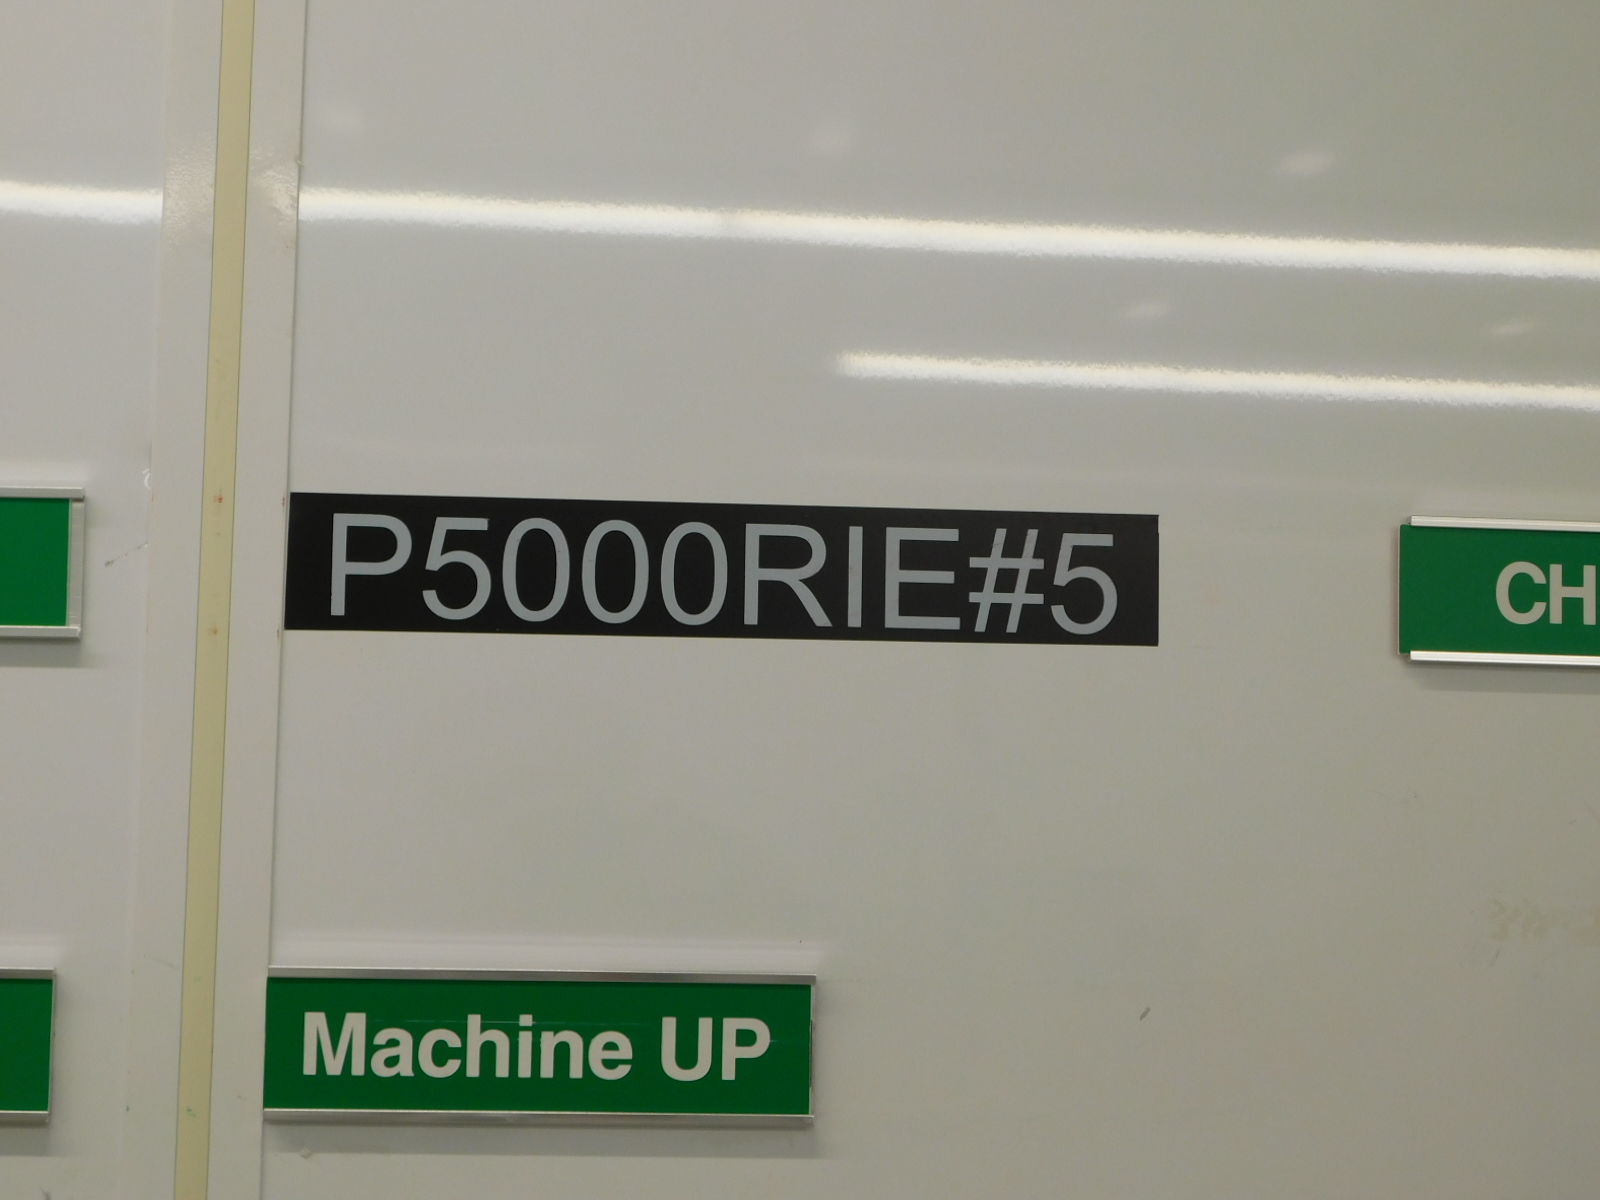 P5000RIE#5
CH
Machine UP